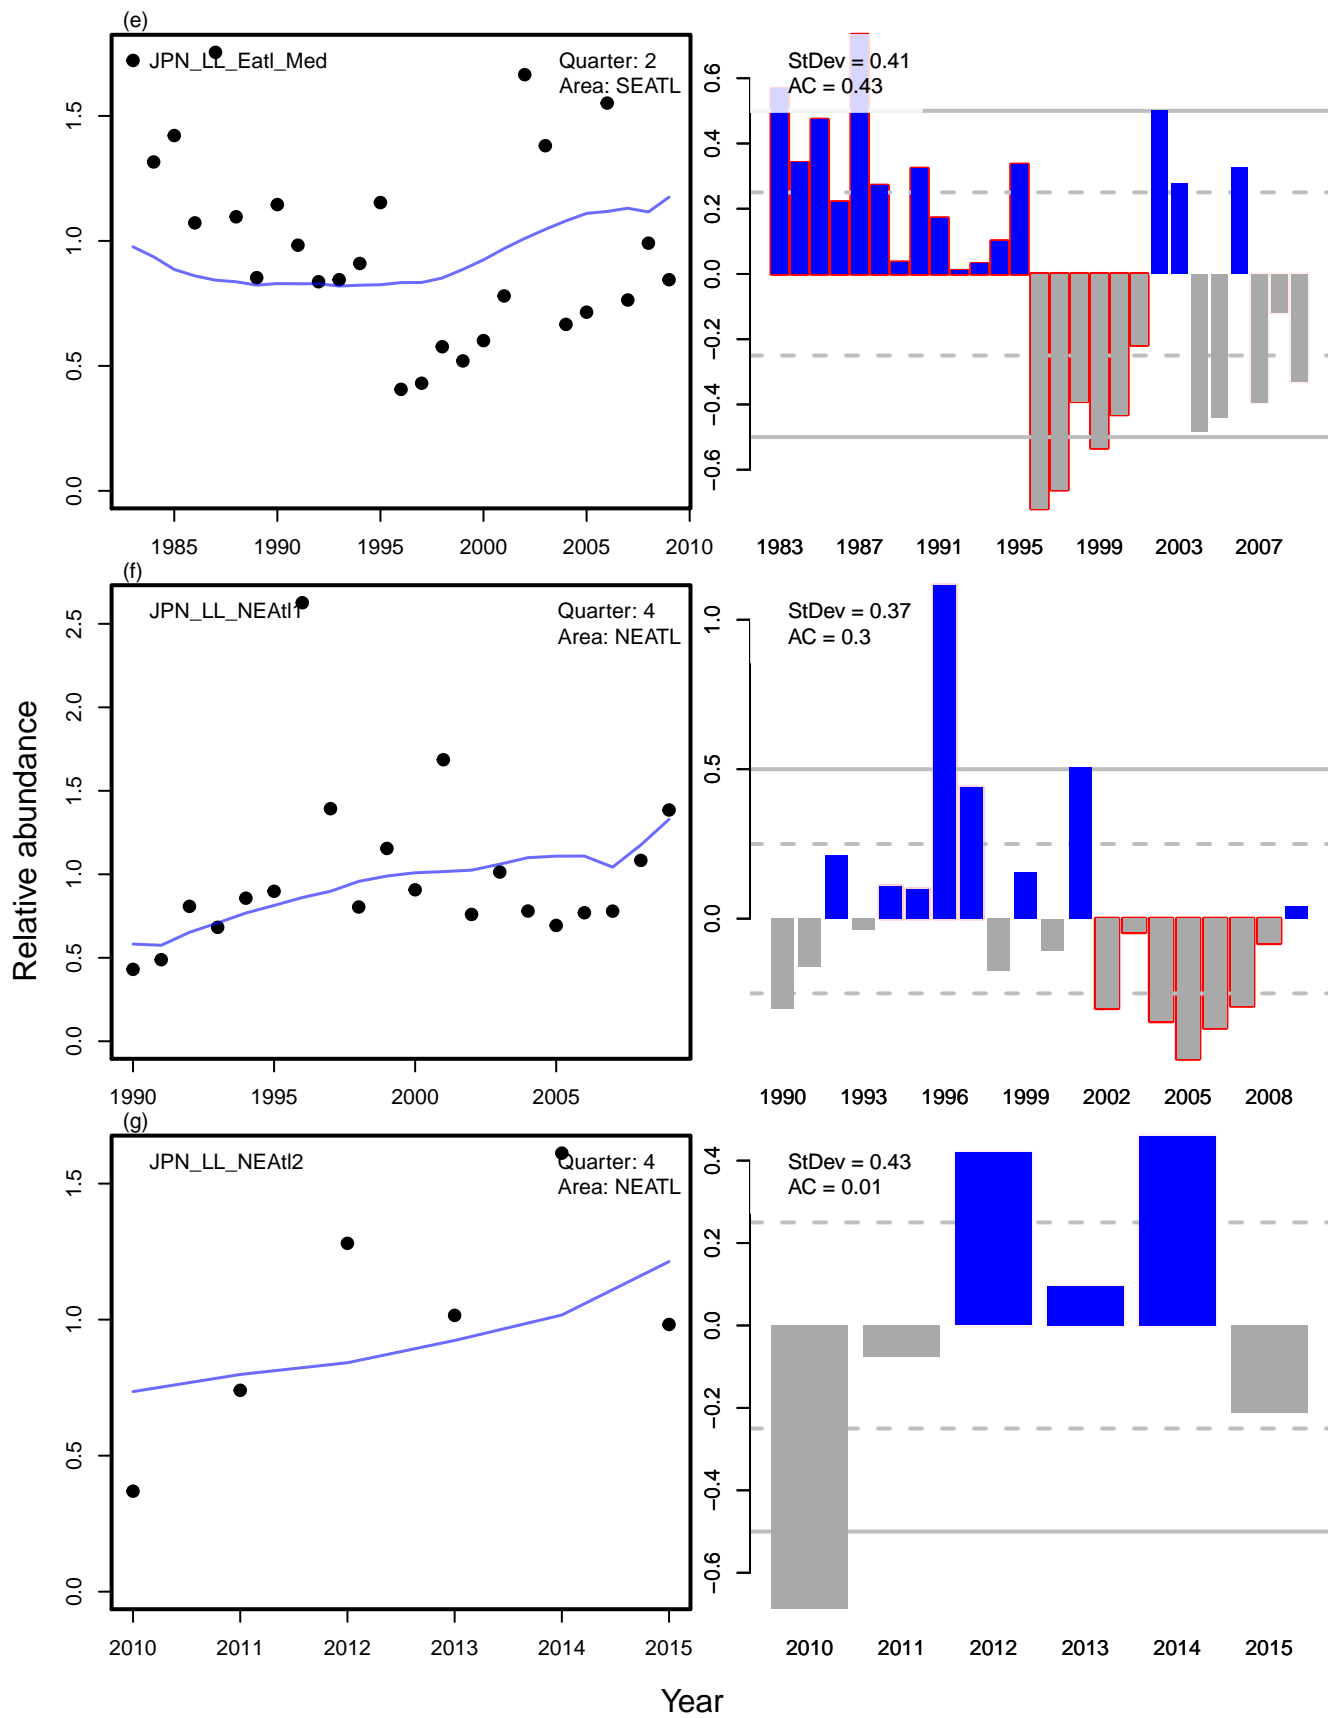 (e)
JPN_LL_Eatl_Med
Quarter: 2
Area: SEATL
0.0 0.5 1.0 1.5
1985 1990 1995 2000 2005 2010
StDev = 0.41
AC = 0.43
−0.6 −0.4 −0.2 0.0 0.2 0.4 0.6
1983 1987 1991 1995 1999 2003 2007
(f)
JPN_LL_NEAtl1
Quarter: 4
Area: NEATL
0.0 0.5 1.0 1.5 2.0 2.5
1990 1995 2000 2005
StDev = 0.37
AC = 0.3
0.0 0.5 1.0
1990 1993 1996 1999 2002 2005 2008
(g)
JPN_LL_NEAtl2
Quarter: 4
Area: NEATL
0.0 0.5 1.0 1.5
2010 2011 2012 2013 2014 2015
StDev = 0.43
AC = 0.01
−0.6 −0.4 −0.2 0.0 0.2 0.4
2010 2011 2012 2013 2014 2015
Relative abundance
Year